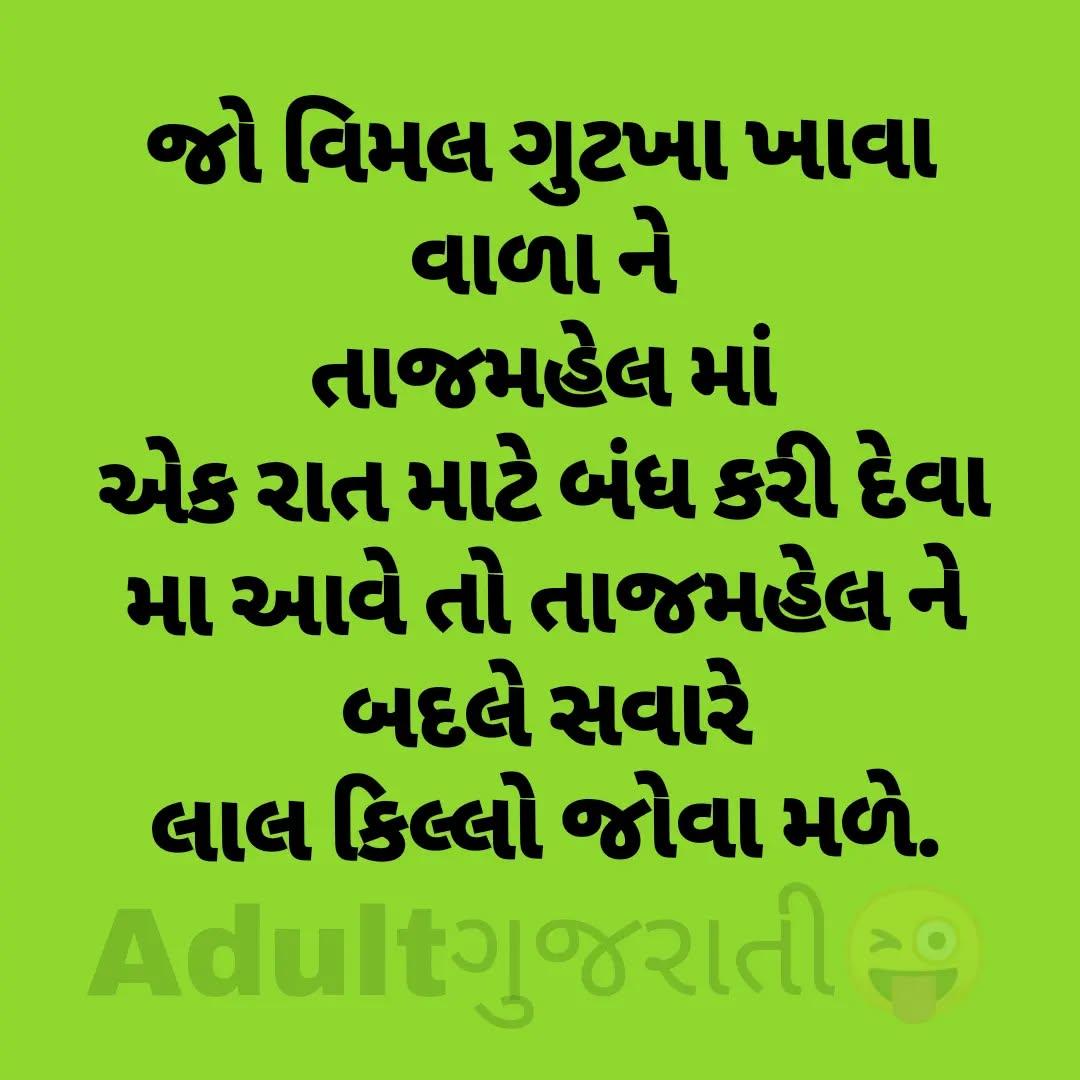 જો વિમલ ગુટખા ખાવા
વાળા ને
તાજમહેલ માં
એક રાત માટે બંધ કરી દેવા
મા આવે તો તાજમહેલ ને
બદલે સવારે
લાલ કિલ્લો જોવા મળે.
Adultગુજરાતી😜